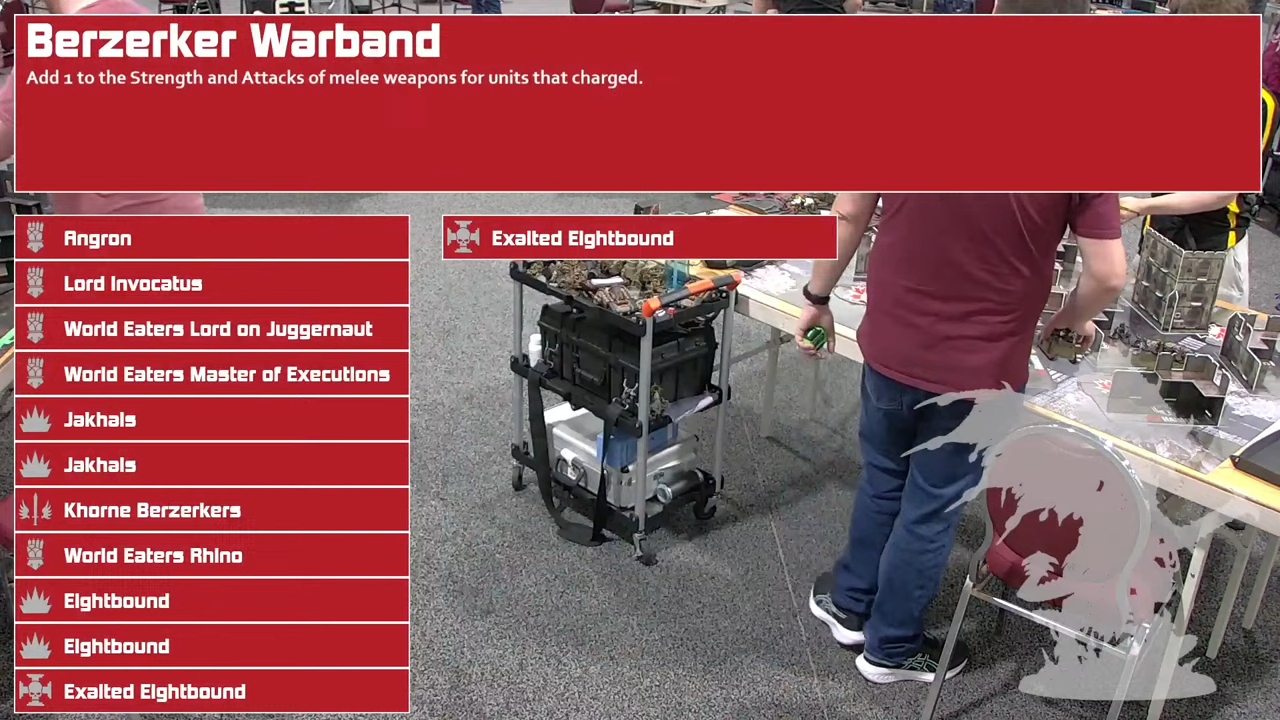 Berzerker Warband
Add 1 to the Strength and Attacks of melee weapons for units that charged.
Angron
Lord Invocatus
World Eaters Lord on Juggernaut
World Eaters Master of Executions
Jakhals
Jakhals
Khorne Berzerkers
World Eaters Rhino
Eightbound
Eightbound
Exalted Eightbound
Exalted Eightbound